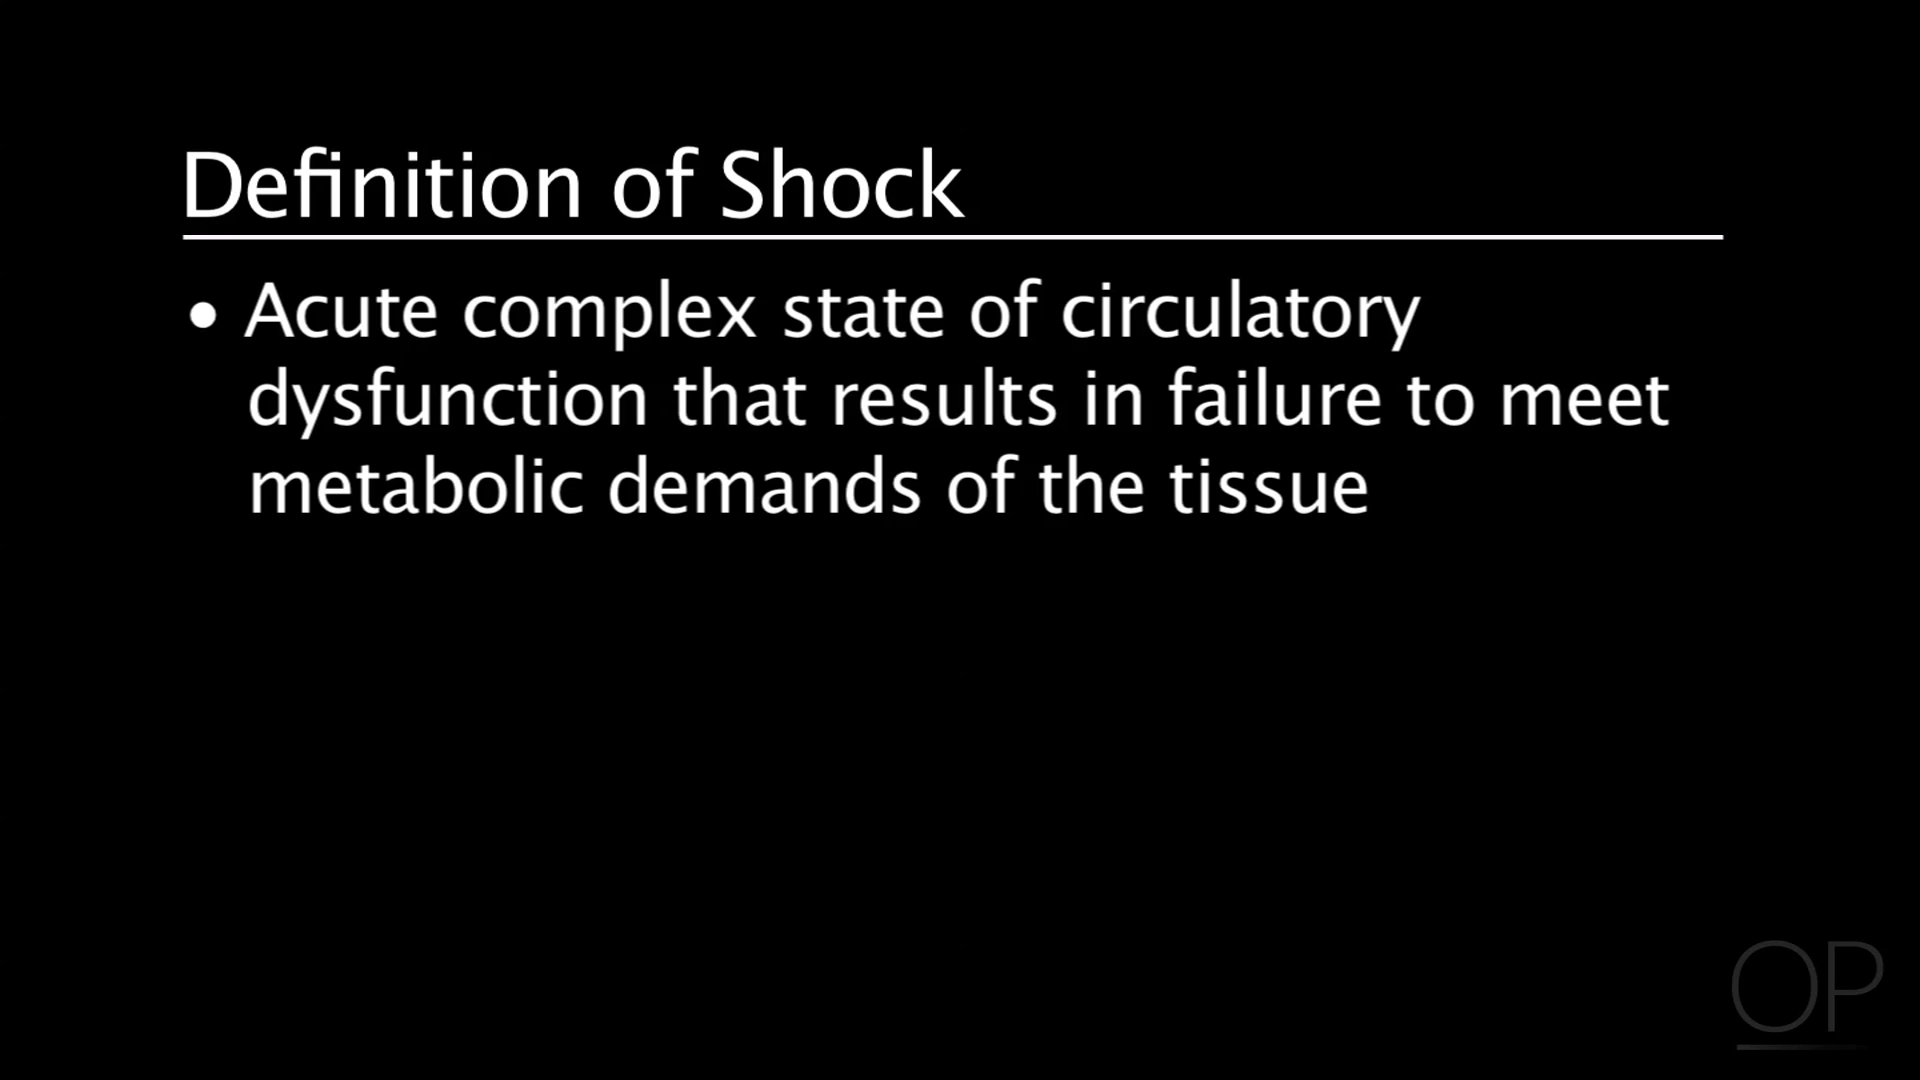 Definition of Shock
• Acute complex state of circulatory
dysfunction that results in failure to meet
metabolic demands of the tissue
OP